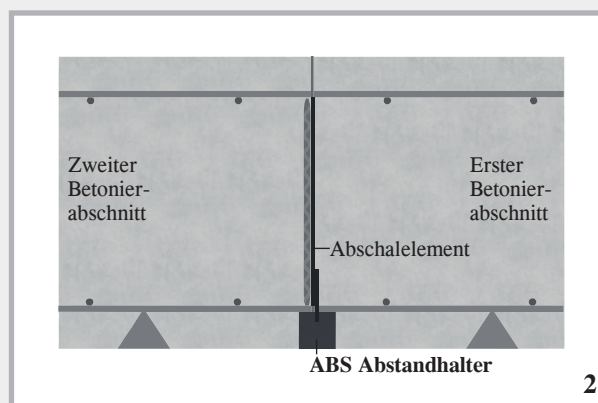 Zweiter
Betonier-
abschnitt
Erster
Betonier-
abschnitt
Abschalelement
ABS Abstandhalter
2